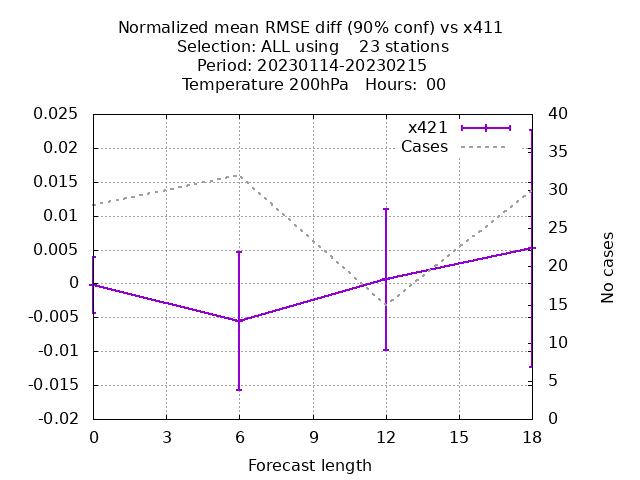 Normalized mean RMSE diff (90% conf) vs x411
Selection: ALL using    23 stations
Period: 20230114-20230215
Temperature 200hPa   Hours:  00
0.025
0.02
0.015
0.01
0.005
0
-0.005
-0.01
-0.015
-0.02
x421
Cases
40
35
30
25
20
15
10
5
0
No cases
0 3 6 9 12 15 18
Forecast length